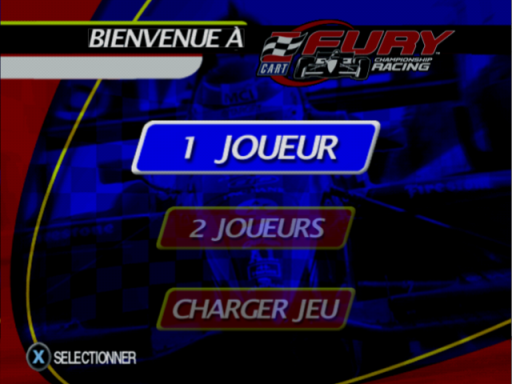 BIENVENUE À
CART
FURY
CHAMPIONSHIP
RACING
1 JOUEUR
2 JOUEURS
CHARGER JEU
X SELECTIONNER